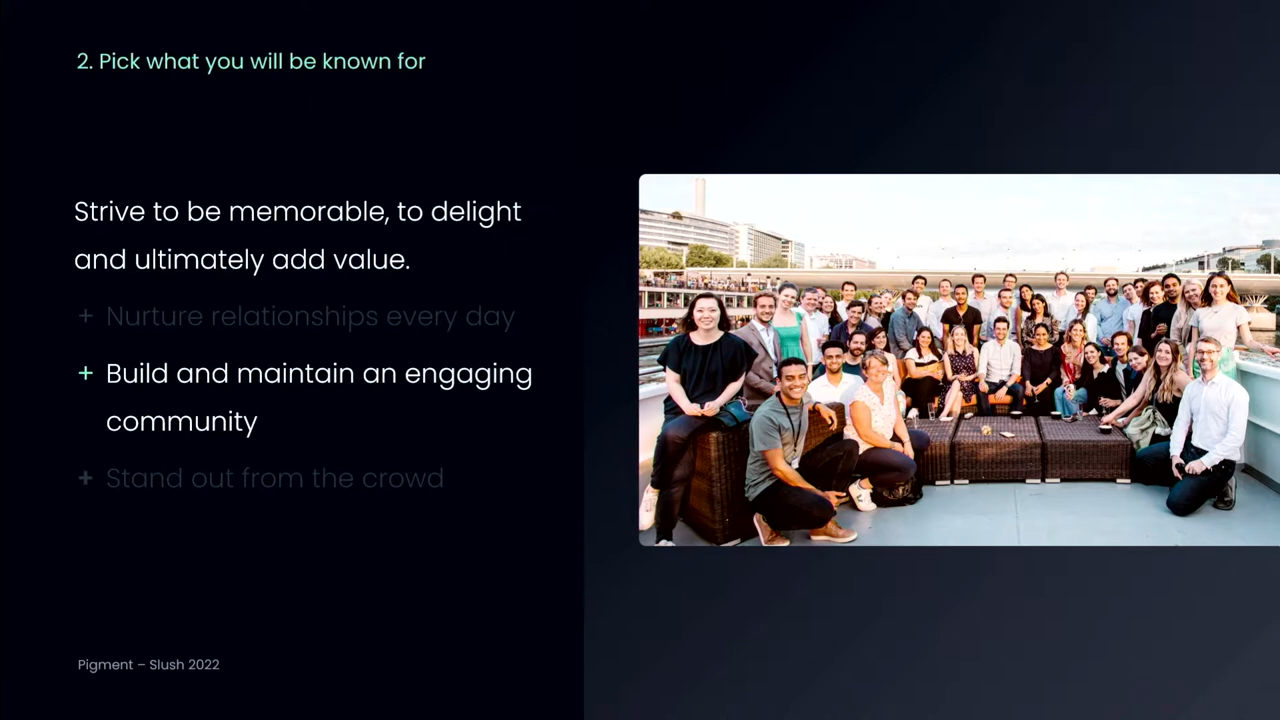 2. Pick what you will be known for
Strive to be memorable, to delight
and ultimately add value.
+ Nurture relationships every day
+ Build and maintain an engaging
community
+ Stand out from the crowd
Pigment – Slush 2022